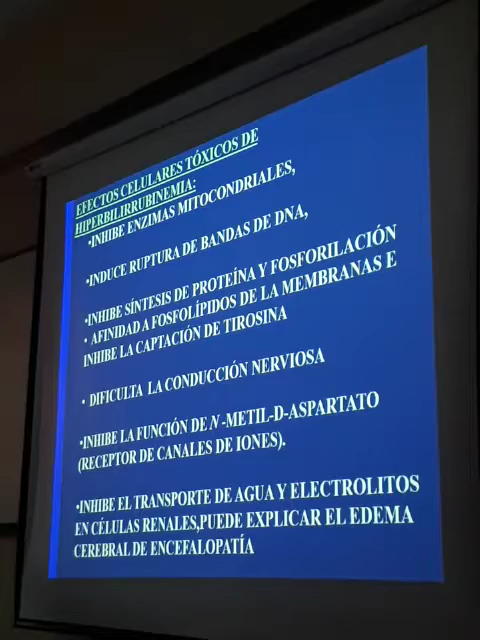 EFECTOS CELULARES TÓXICOS DE
HIPERBILIRRUBINEMIA:
•INHIBE ENZIMAS MITOCONDRIALES,
•INDUCE RUPTURA DE BANDAS DE DNA,
•INHIBE SÍNTESIS DE PROTEÍNA Y FOSFORILACIÓN
• AFINIDAD A FOSFOLÍPIDOS DE LA MEMBRANAS E
INHIBE LA CAPTACIÓN DE TIROSINA
• DIFICULTA LA CONDUCCIÓN NERVIOSA
•INHIBE LA FUNCIÓN DE N-METIL-D-ASPARTATO
(RECEPTOR DE CANALES DE IONES).
•INHIBE EL TRANSPORTE DE AGUA Y ELECTROLITOS
EN CÉLULAS RENALES,PUEDE EXPLICAR EL EDEMA
CEREBRAL DE ENCEFALOPATÍA